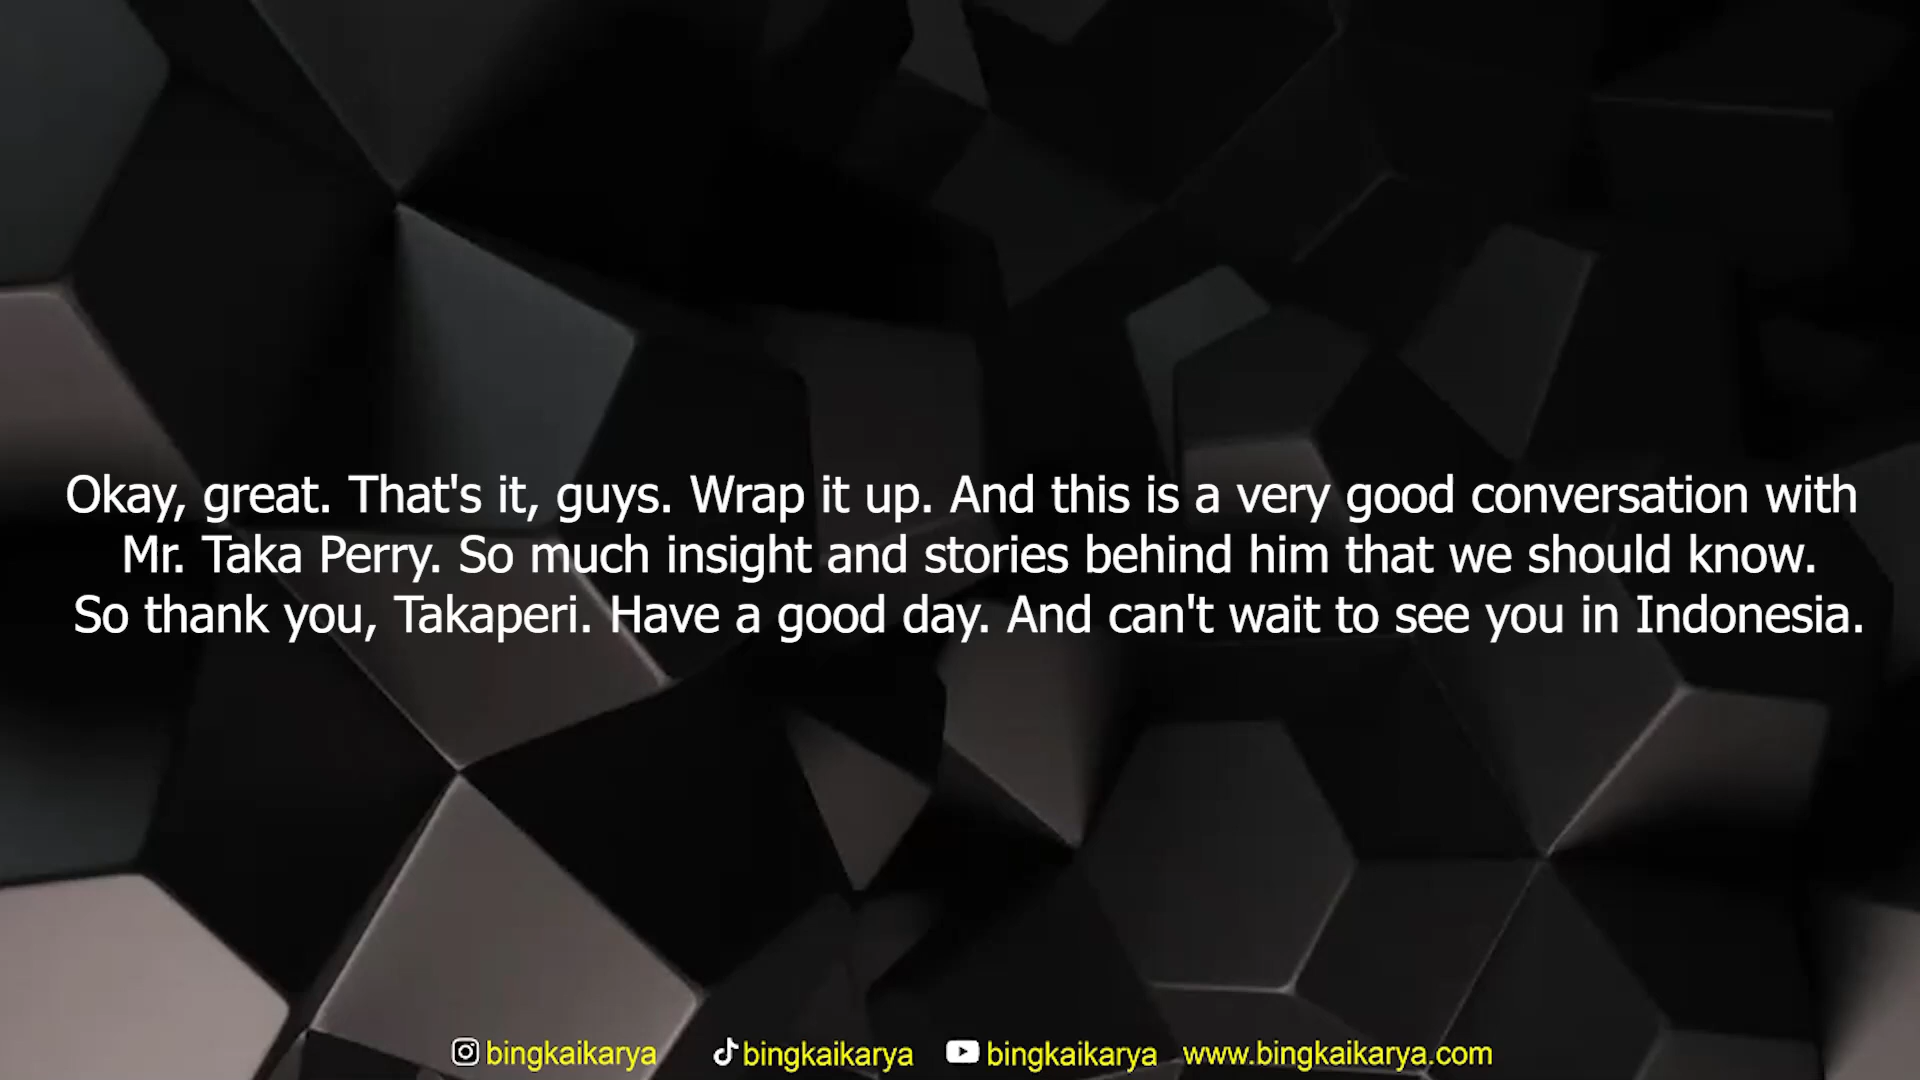 Okay, great. That's it, guys. Wrap it up. And this is a very good conversation with
Mr. Taka Perry. So much insight and stories behind him that we should know.
So thank you, Takaperi. Have a good day. And can't wait to see you in Indonesia.
bingkaikarya bingkaikarya bingkaikarya www.bingkaikarya.com